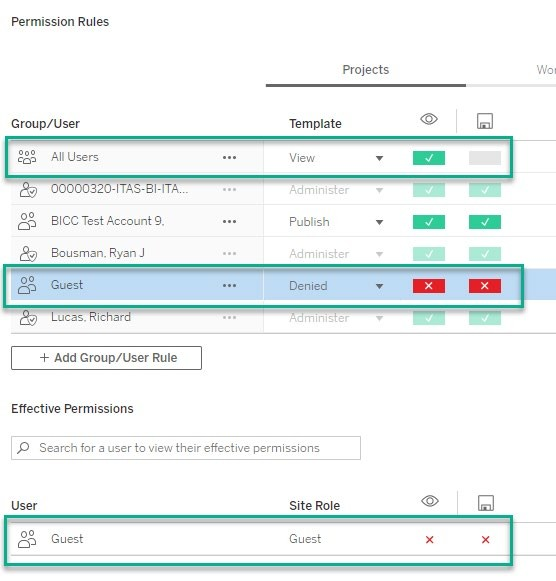 Permission Rules
Projects Wo
Group/User Template
All Users ••• View
00000320-ITAS-BI-ITA... ••• Administer
BICC Test Account 9, ••• Publish
Bousman, Ryan J ••• Administer
Guest ••• Denied
Lucas, Richard ••• Administer
+ Add Group/User Rule
Effective Permissions
Search for a user to view their effective permissions
User Site Role
Guest Guest